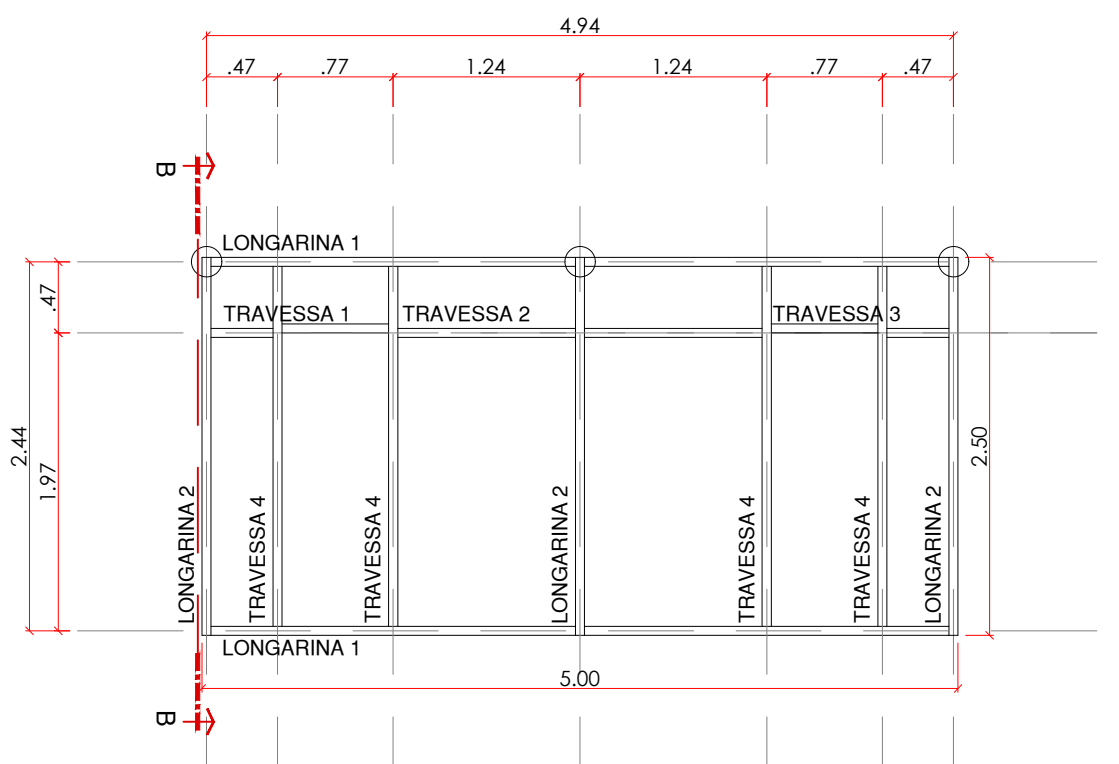 4.94
.47 .77 1.24 1.24 .77 .47
B
LONGARINA 1
.47
TRAVESSA 1 TRAVESSA 2 TRAVESSA 3
2.44
1.97
2.50
LONGARINA 2
TRAVESSA 4
TRAVESSA 4
LONGARINA 2
TRAVESSA 4
TRAVESSA 4
LONGARINA 2
LONGARINA 1
5.00
B